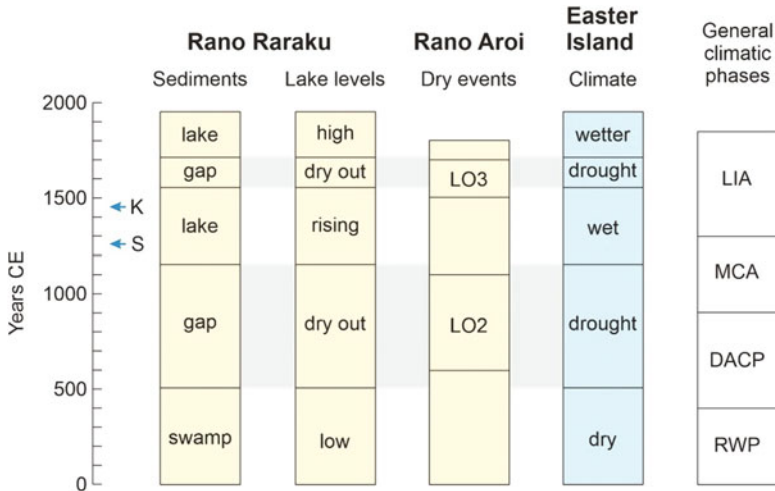 Rano Raraku
Rano Aroi
Easter
Island
General
climatic
phases
Sediments
Lake levels
Dry events
Climate
2000
1500
1000
500
0
Years CE
K
S
lake
gap
lake
gap
swamp
high
dry out
rising
dry out
low
LO3
LO2
wetter
drought
wet
drought
dry
LIA
MCA
DACP
RWP